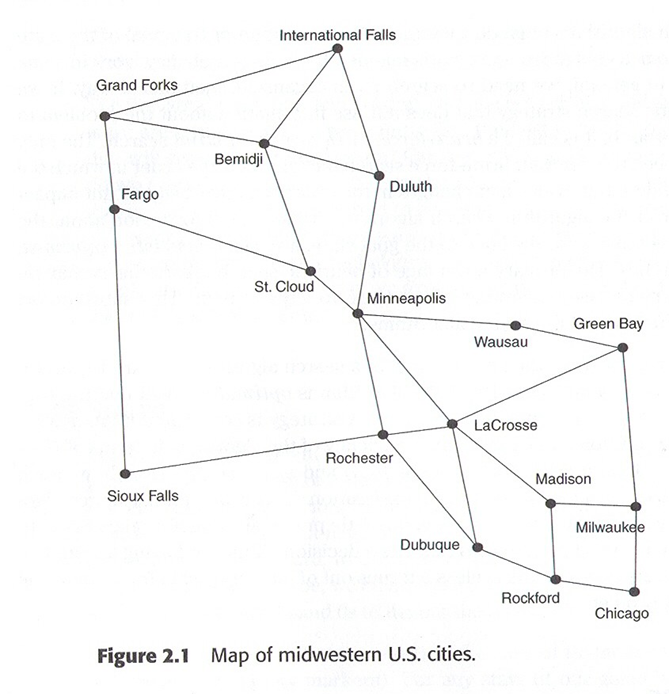 International Falls
Grand Forks
Bemidji
Duluth
Fargo
St. Cloud
Minneapolis
Green Bay
Wausau
LaCrosse
Rochester
Madison
Sioux Falls
Milwaukee
Dubuque
Rockford
Chicago
Figure 2.1 Map of midwestern U.S. cities.